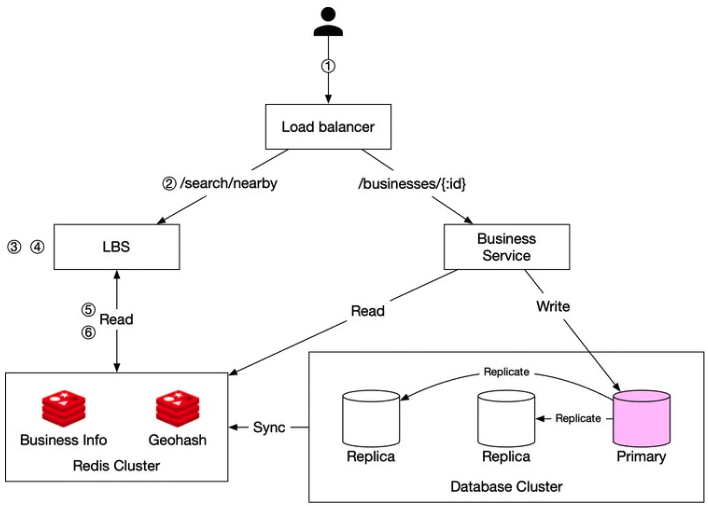 ①
Load balancer
② /search/nearby
/businesses/{:id}
③ ④
LBS
Business
Service
⑤
⑥
Read
Read
Write
Business Info
Geohash
Redis Cluster
Sync
Replicate
Replicate
Replica
Replica
Primary
Database Cluster